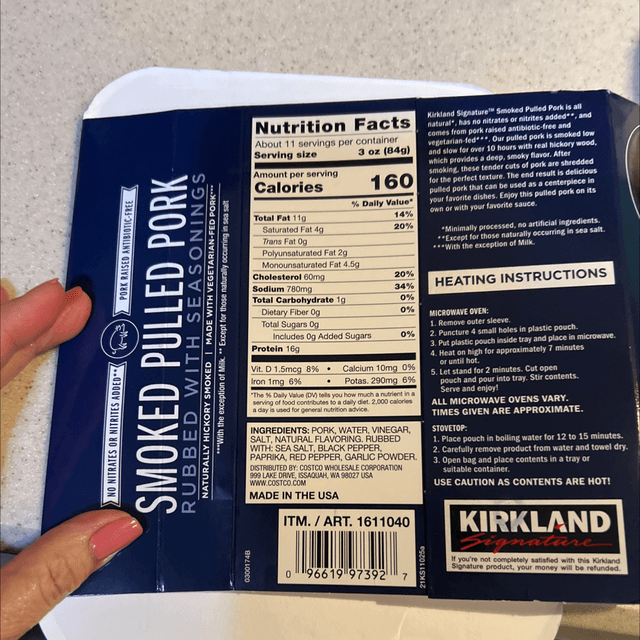 NO NITRATES OR NITRITES ADDED**
PORK RAISED ANTIBIOTIC-FREE
SMOKED PULLED PORK
RUBBED WITH SEASONINGS
NATURALLY HICKORY SMOKED | MADE WITH VEGETARIAN-FED PORK***
***With the exception of Milk. ** Except for those naturally occurring in sea salt
Nutrition Facts
About 11 servings per container
Serving size 3 oz (84g)
Amount per serving
Calories 160
% Daily Value*
Total Fat 11g 14%
Saturated Fat 4g 20%
Trans Fat 0g
Polyunsaturated Fat 2g
Monounsaturated Fat 4.5g
Cholesterol 60mg 20%
Sodium 780mg 34%
Total Carbohydrate 1g 0%
Dietary Fiber 0g 0%
Total Sugars 0g
Includes 0g Added Sugars 0%
Protein 16g
Vit. D 1.5mcg 8% • Calcium 10mg 0%
Iron 1mg 6% • Potas. 290mg 6%
*The % Daily Value (DV) tells you how much a nutrient in a
serving of food contributes to a daily diet. 2,000 calories
a day is used for general nutrition advice.
INGREDIENTS: PORK, WATER, VINEGAR,
SALT, NATURAL FLAVORING. RUBBED
WITH: SEA SALT, BLACK PEPPER,
PAPRIKA, RED PEPPER, GARLIC POWDER.
DISTRIBUTED BY: COSTCO WHOLESALE CORPORATION
999 LAKE DRIVE, ISSAQUAH, WA 98027 USA
WWW.COSTCO.COM
MADE IN THE USA
0300174B
ITM. / ART. 1611040
0 96619 97392 7
21KS11025a
Kirkland Signature™ Smoked Pulled Pork is all
natural*, has no nitrates or nitrites added**, and
comes from pork raised antibiotic-free and
vegetarian-fed***. Our pulled pork is smoked low
and slow for over 10 hours with real hickory wood,
which provides a deep, smoky flavor. After
smoking, these tender cuts of pork are shredded
for the perfect texture. The end result is delicious
pulled pork that can be used as a centerpiece in
your favorite dishes. Enjoy this pulled pork on its
own or with your favorite sauce.
*Minimally processed, no artificial ingredients.
**Except for those naturally occurring in sea salt.
***With the exception of Milk.
HEATING INSTRUCTIONS
MICROWAVE OVEN:
1. Remove outer sleeve.
2. Puncture 4 small holes in plastic pouch.
3. Put plastic pouch inside tray and place in microwave.
4. Heat on high for approximately 7 minutes
or until hot.
5. Let stand for 2 minutes. Cut open
pouch and pour into tray. Stir contents.
Serve and enjoy!
ALL MICROWAVE OVENS VARY.
TIMES GIVEN ARE APPROXIMATE.
STOVETOP:
1. Place pouch in boiling water for 12 to 15 minutes.
2. Carefully remove product from water and towel dry.
3. Open bag and place contents in a tray or
suitable container.
USE CAUTION AS CONTENTS ARE HOT!
KIRKLAND
Signature
If you're not completely satisfied with this Kirkland
Signature product, your money will be refunded.